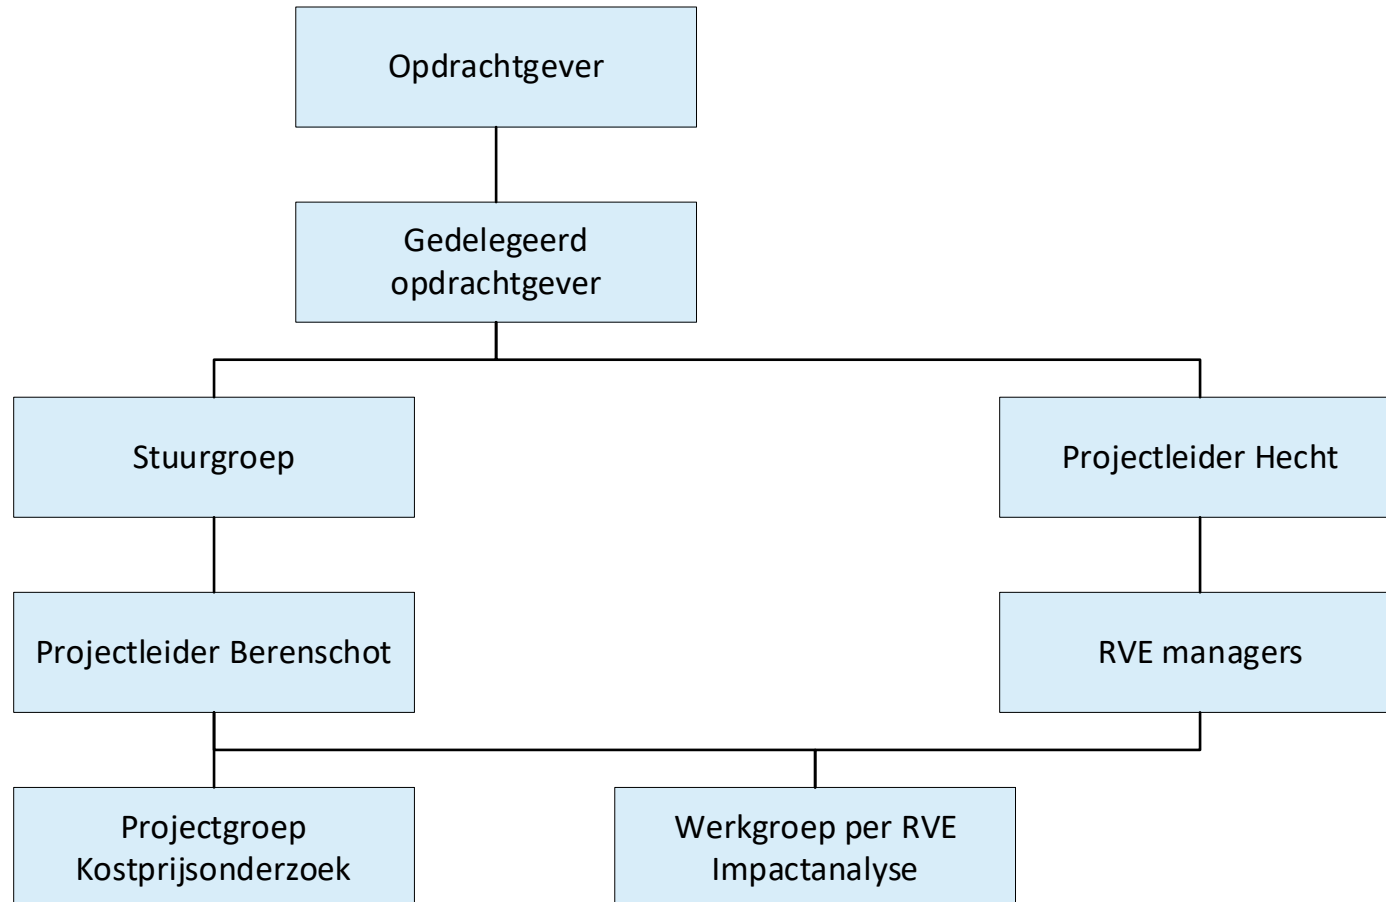 Opdrachtgever
Gedelegeerd
opdrachtgever
Stuurgroep
Projectleider Hecht
Projectleider Berenschot
RVE managers
Projectgroep
Kostprijsonderzoek
Werkgroep per RVE
Impactanalyse